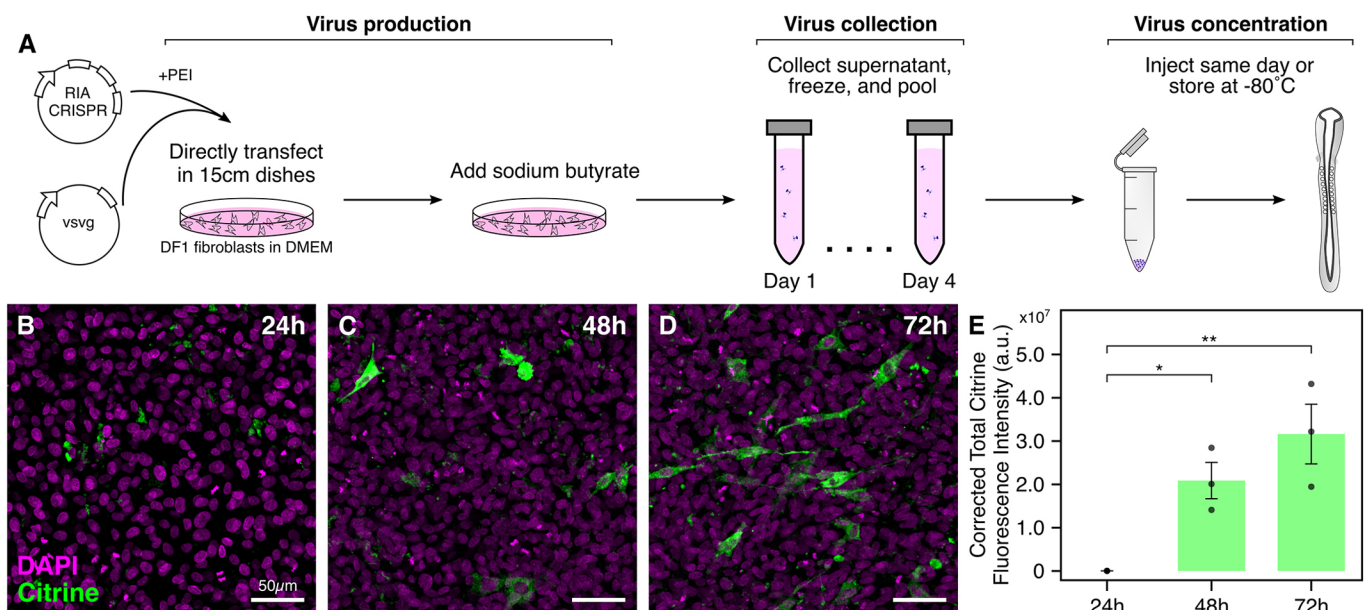 A
Virus production
Virus collection
Virus concentration
RIA
CRISPR
+PEI
vsvg
Directly transfect
in 15cm dishes
DF1 fibroblasts in DMEM
Add sodium butyrate
Collect supernatant,
freeze, and pool
Day 1
Day 4
Inject same day or
store at -80˚C
B
24h
DAPI
Citrine
50µm
C
48h
D
72h
E
Corrected Total Citrine
Fluorescence Intensity (a.u.)
x10⁷
5.0
4.0
3.0
2.0
1.0
0
*
**
24h
48h
72h